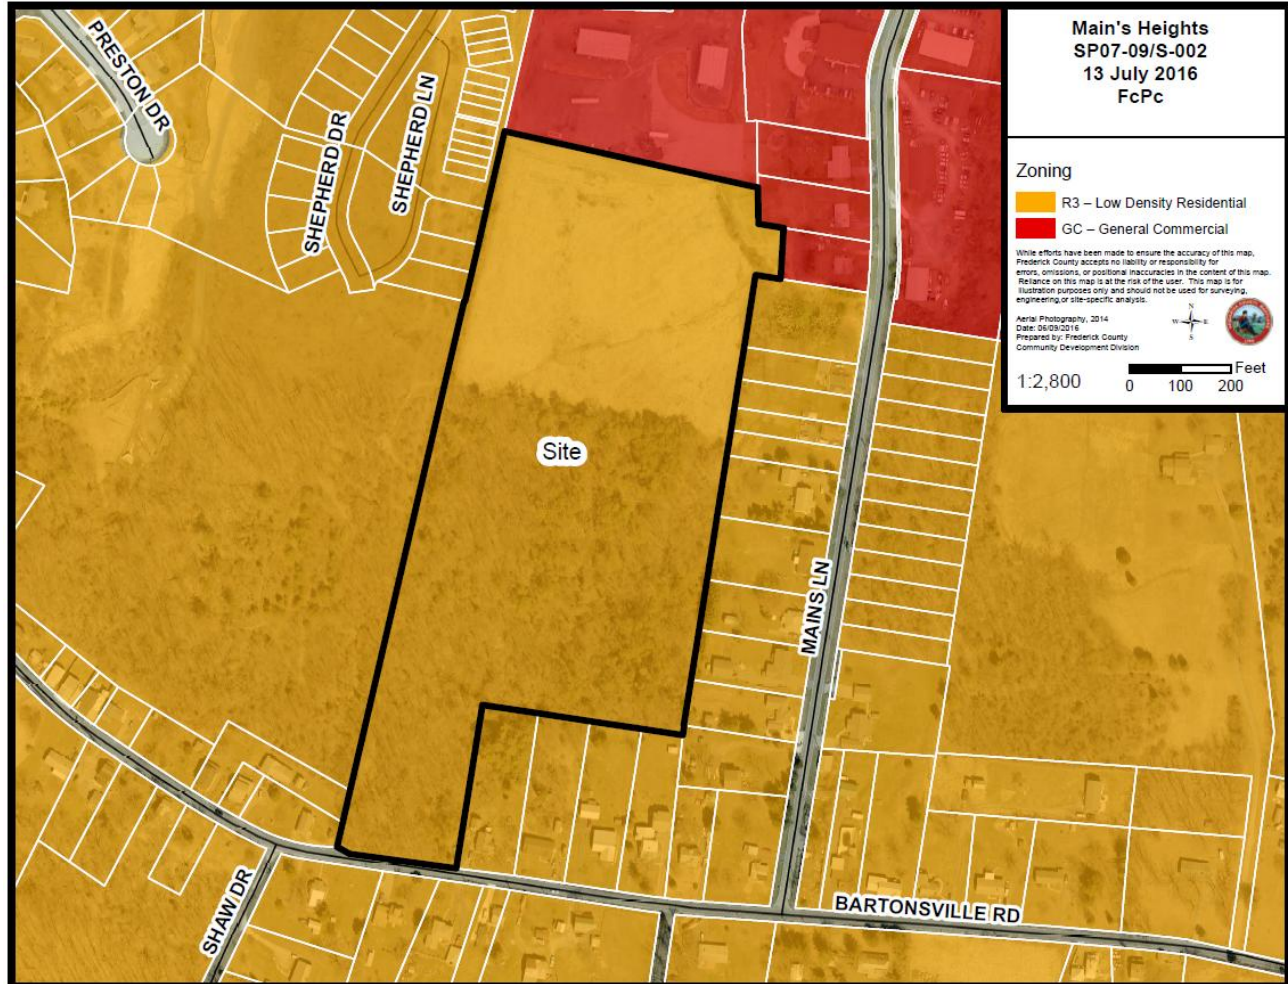 Main's Heights
SP07-09/S-002
13 July 2016
FcPc
Zoning
R3 – Low Density Residential
GC – General Commercial
While efforts have been made to ensure the accuracy of this map,
Frederick County accepts no liability or responsibility for
errors, omissions, or positional inaccuracies in the content of this map.
Reliance on this map is at the risk of the user. This map is for
illustration purposes only and should not be used for surveying,
engineering, or site-specific analysis.
Aerial Photography, 2014
Date: 06/09/2016
Prepared by: Frederick County
Community Development Division
N
W E
S
1:2,800
Feet
0 100 200
PRESTON DR
SHEPHERD DR
SHEPHERD LN
Site
MAINS LN
SHAW DR
BARTONSVILLE RD